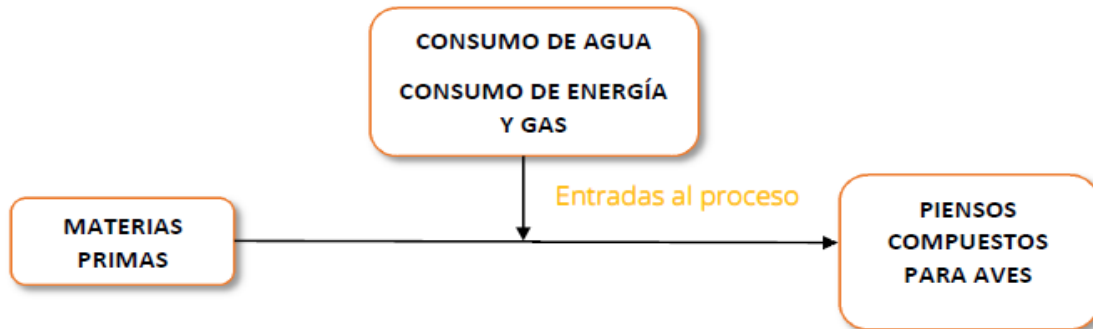 CONSUMO DE AGUA
CONSUMO DE ENERGÍA
Y GAS
Entradas al proceso
MATERIAS
PRIMAS
PIENSOS
COMPUESTOS
PARA AVES